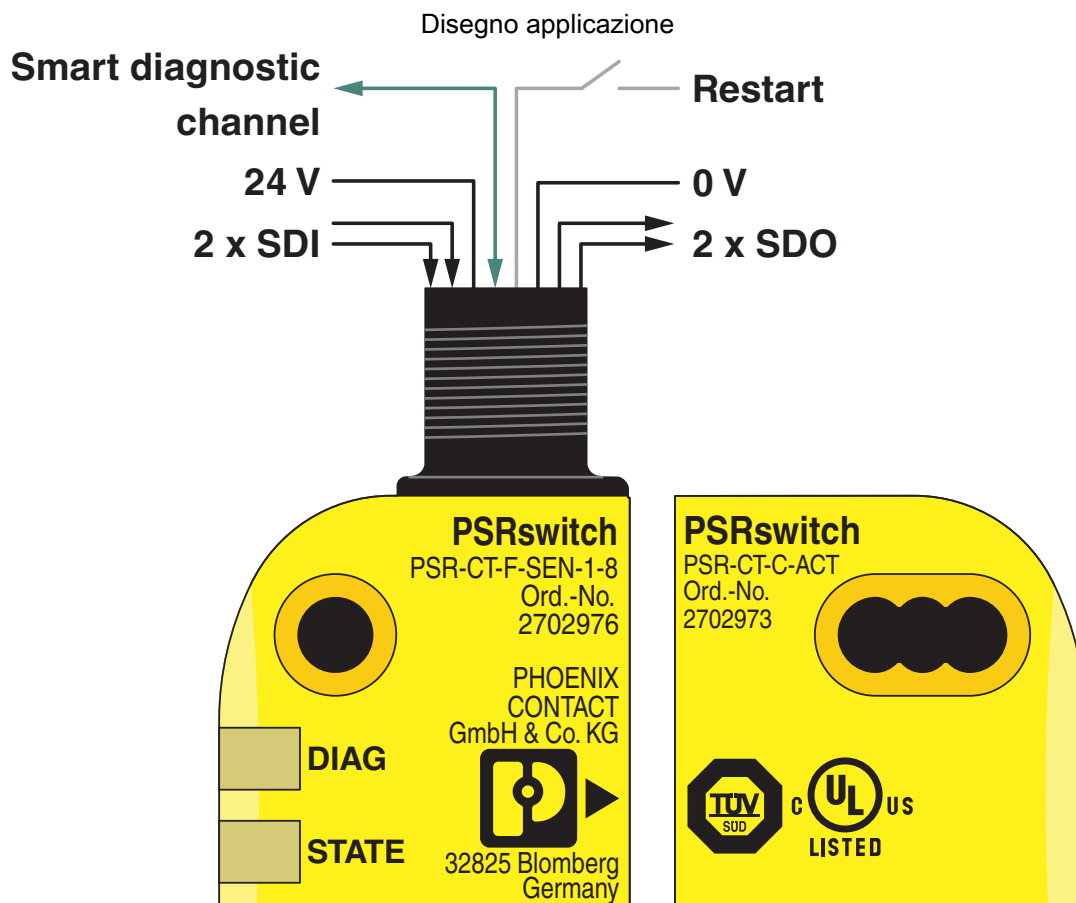 Disegno applicazione
Smart diagnostic
channel
Restart
24 V
0 V
2 x SDI
2 x SDO
PSRswitch
PSR-CT-F-SEN-1-8
Ord.-No.
2702976
PHOENIX
CONTACT
GmbH & Co. KG
DIAG
STATE
32825 Blomberg
Germany
PSRswitch
PSR-CT-C-ACT
Ord.-No.
2702973
TÜV
SÜD
C UL US
LISTED